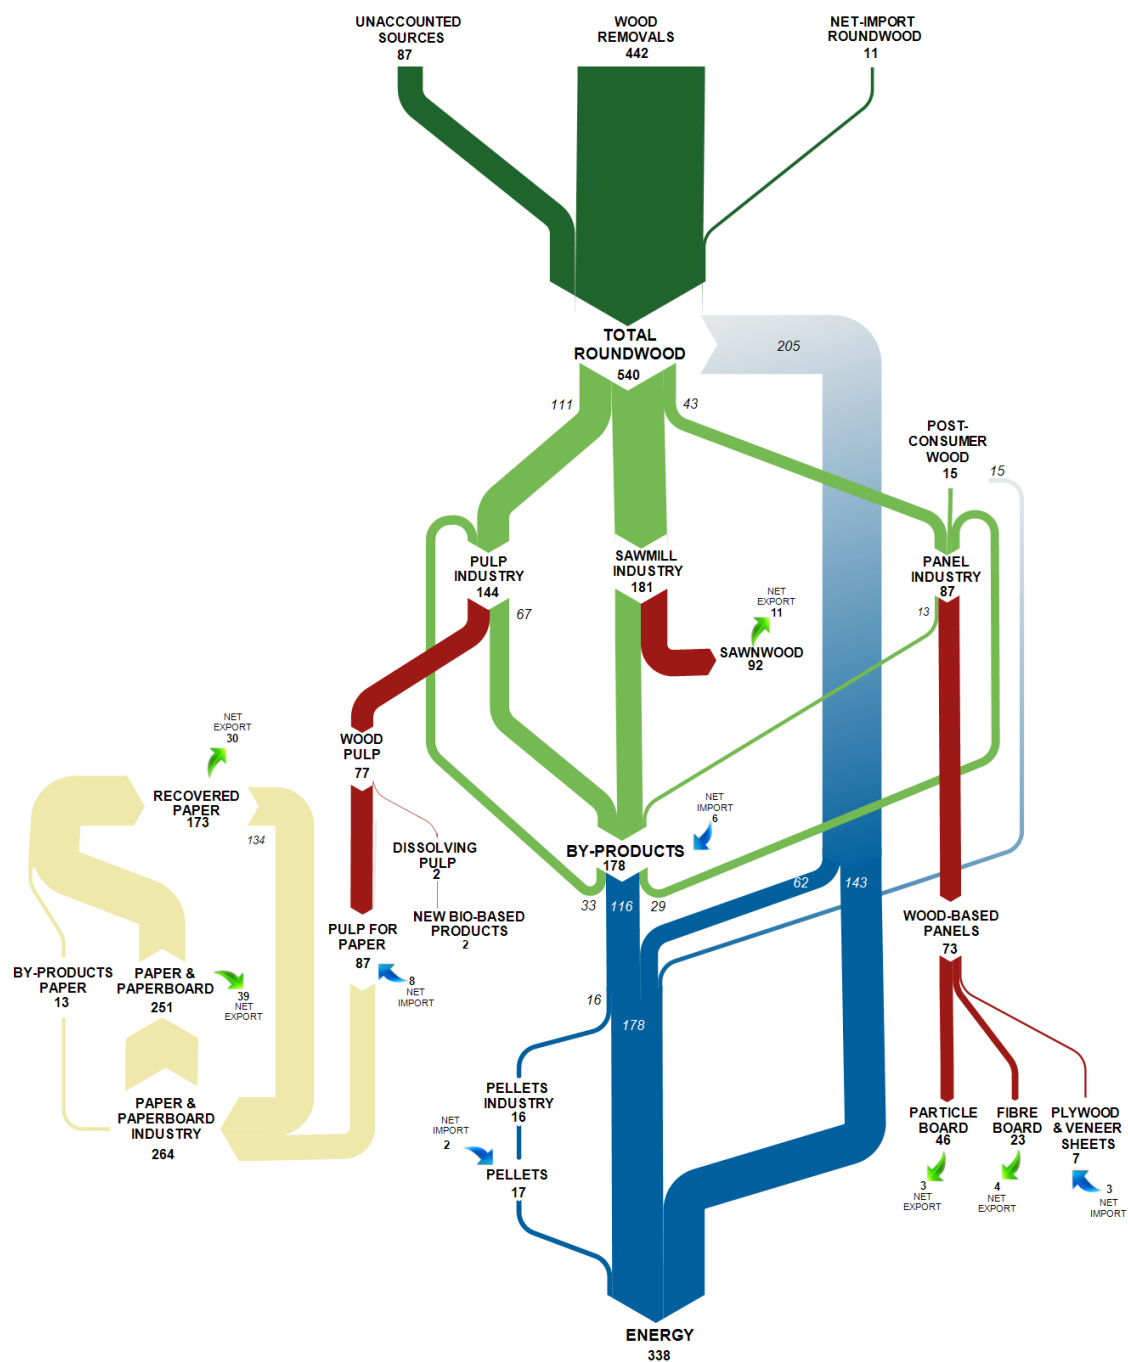 UNACCOUNTED
SOURCES
87
WOOD
REMOVALS
442
NET-IMPORT
ROUNDWOOD
11
TOTAL
ROUNDWOOD
540
205
111
43
POST-
CONSUMER
WOOD
15
15
PULP
INDUSTRY
144
SAWMILL
INDUSTRY
181
PANEL
INDUSTRY
87
67
NET
EXPORT
11
13
SAWNWOOD
92
NET
EXPORT
30
WOOD
PULP
77
RECOVERED
PAPER
173
134
NET
IMPORT
6
DISSOLVING
PULP
2
BY-PRODUCTS
178
62
143
33
116
29
NEW BIO-BASED
PRODUCTS
2
PULP FOR
PAPER
87
WOOD-BASED
PANELS
73
BY-PRODUCTS
PAPER
13
PAPER &
PAPERBOARD
251
39
NET
EXPORT
8
NET
IMPORT
16
178
PELLETS
INDUSTRY
16
PAPER &
PAPERBOARD
INDUSTRY
264
NET
IMPORT
2
PELLETS
17
PARTICLE
BOARD
46
FIBRE
BOARD
23
PLYWOOD
& VENEER
SHEETS
7
3
NET
EXPORT
4
NET
EXPORT
3
NET
IMPORT
ENERGY
338